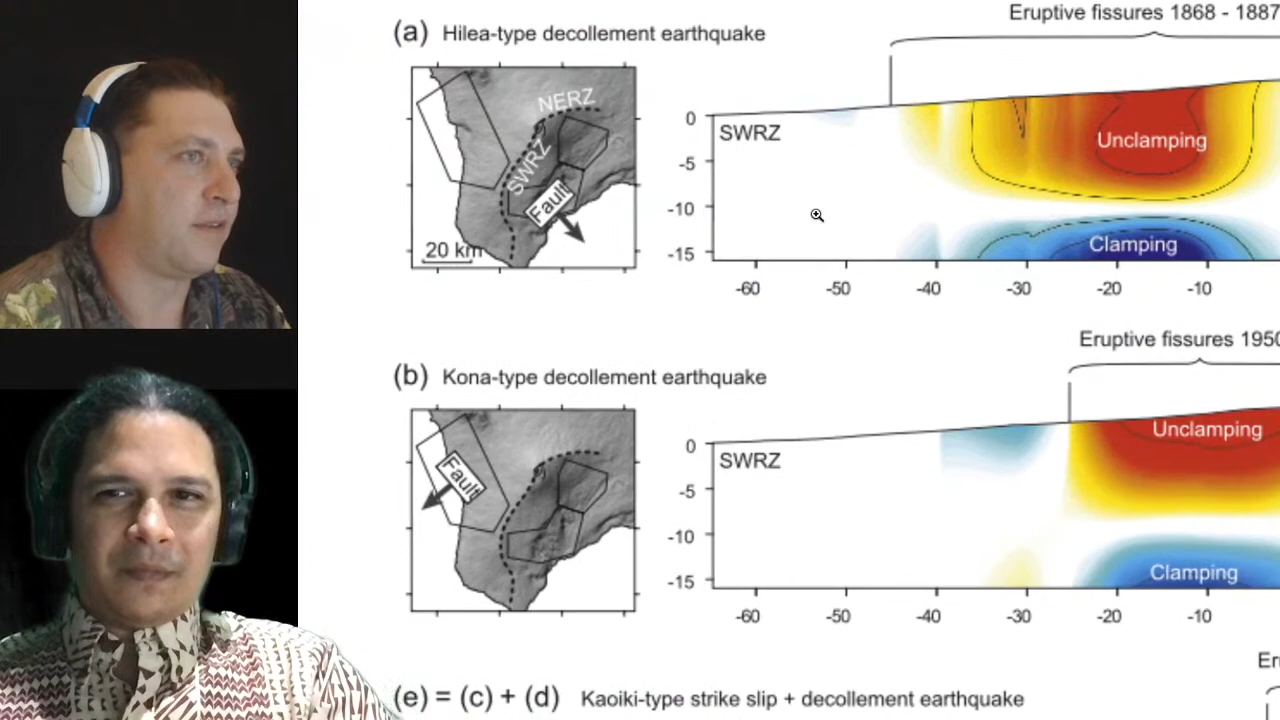 Eruptive fissures 1868 - 1887
(a) Hilea-type decollement earthquake
NERZ
SWRZ
Fault
20 km
SWRZ
Unclamping
Clamping
0
-5
-10
-15
-60 -50 -40 -30 -20 -10
Eruptive fissures 1950
(b) Kona-type decollement earthquake
Fault
SWRZ
Unclamping
Clamping
0
-5
-10
-15
-60 -50 -40 -30 -20 -10
Er
(e) = (c) + (d) Kaoiki-type strike slip + decollement earthquake